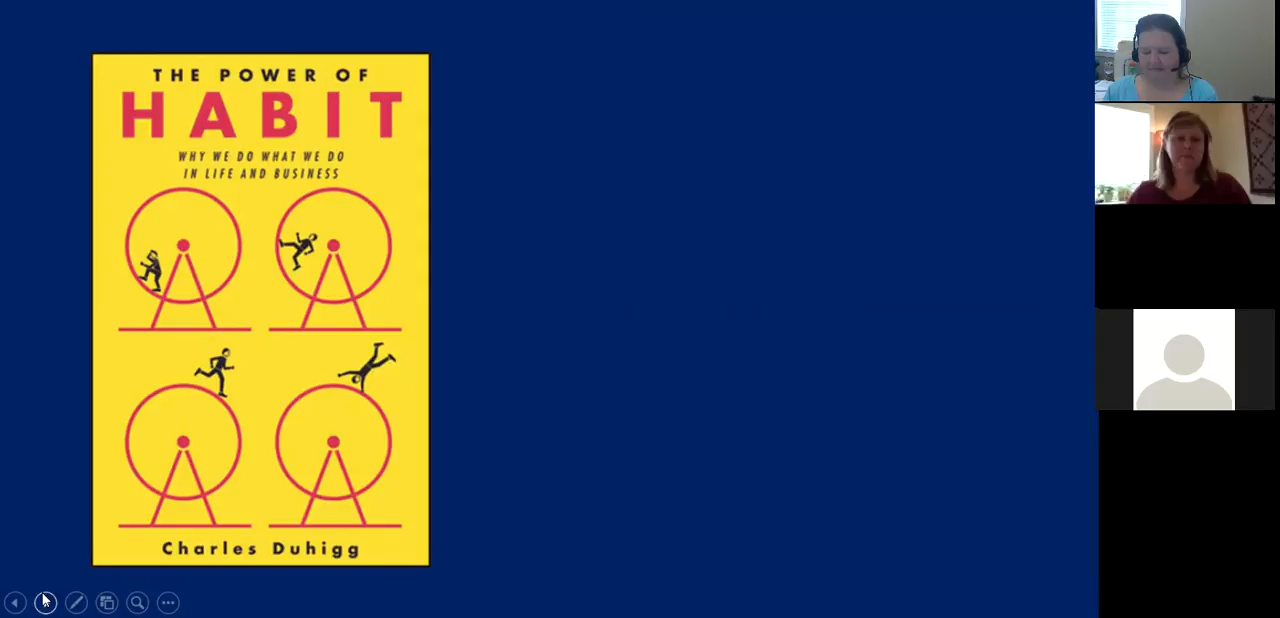 THE POWER OF
HABIT
WHY WE DO WHAT WE DO
IN LIFE AND BUSINESS
Charles Duhigg